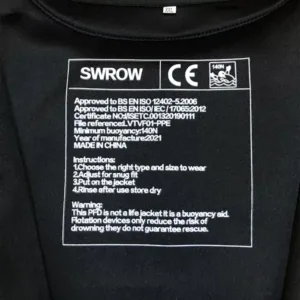 SWROW
CE
140N
Approved to BS EN ISO 12402-5:2006
Approved to BS EN ISO/IEC / 17065:2012
Certificate NO:ISETC.001320190111
File referenced.VTVF01-PPE
Minimum buoyancy:140N
Year of manufacture:2021
MADE IN CHINA
Instructions:
1.Choose the right type and size to wear
2.Adjust for snug fit
3.Put on the jacket
4.Rinse after use store dry
Warning:
This PFD is not a life jacket it is a buoyancy aid.
Flotation devices only reduce the risk of
drowning they do not guarantee rescue.